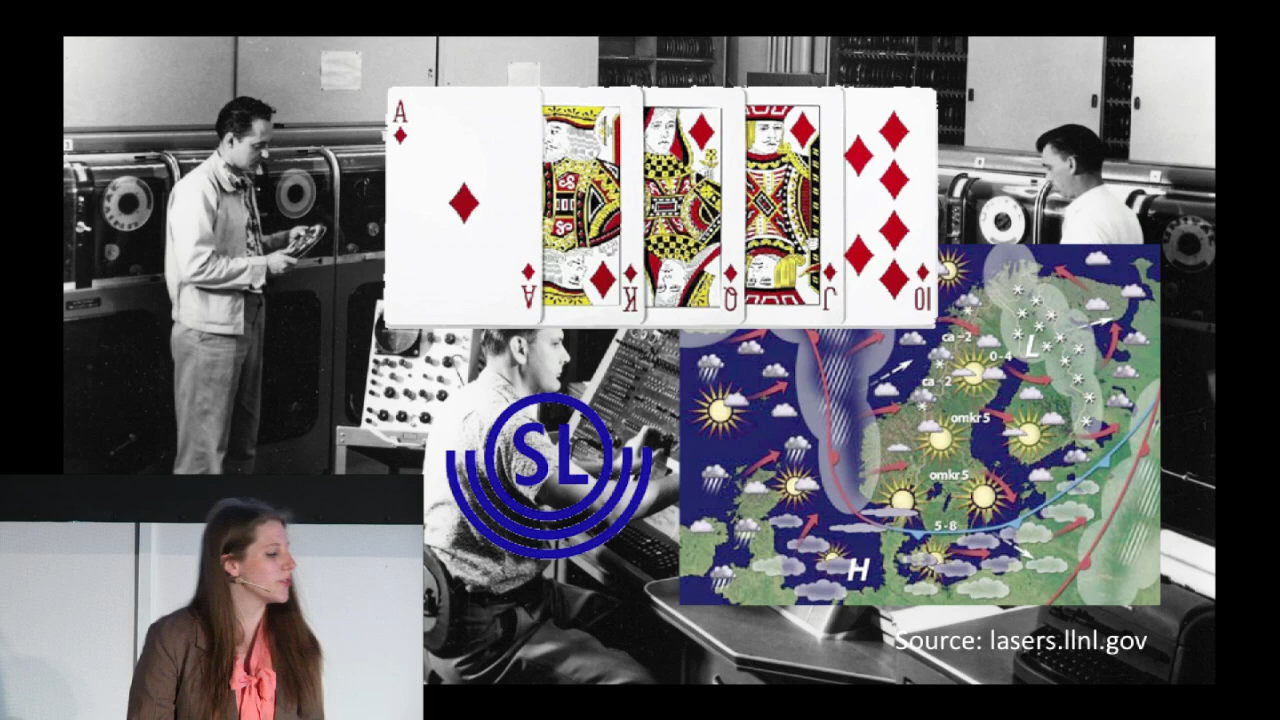 A
A
K
Q
J
10
SL
ca -2
0-4
L
ca -2
omkr 5
omkr 5
5-8
H
Source: lasers.llnl.gov